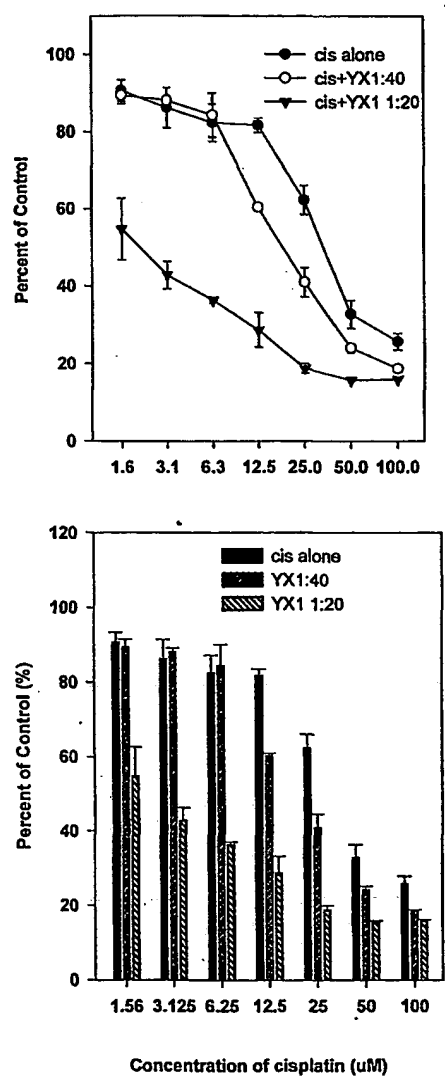 100
80
60
40
20
0
Percent of Control
cis alone
cis+YX1:40
cis+YX1 1:20
1.6 3.1 6.3 12.5 25.0 50.0 100.0
120
100
80
60
40
20
0
Percent of Control (%)
cis alone
YX1:40
YX1 1:20
1.56 3.125 6.25 12.5 25 50 100
Concentration of cisplatin (uM)